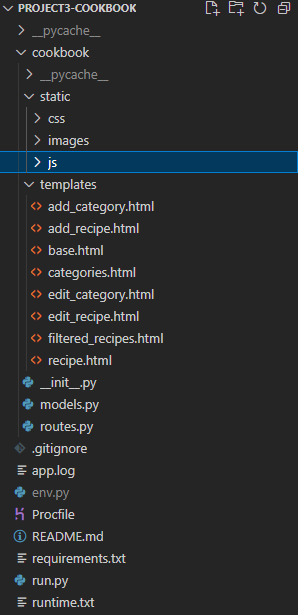 PROJECT3-COOKBOOK
__pycache__
cookbook
__pycache__
static
css
images
js
templates
add_category.html
add_recipe.html
base.html
categories.html
edit_category.html
edit_recipe.html
filtered_recipes.html
recipe.html
__init__.py
models.py
routes.py
.gitignore
app.log
env.py
Procfile
README.md
requirements.txt
run.py
runtime.txt